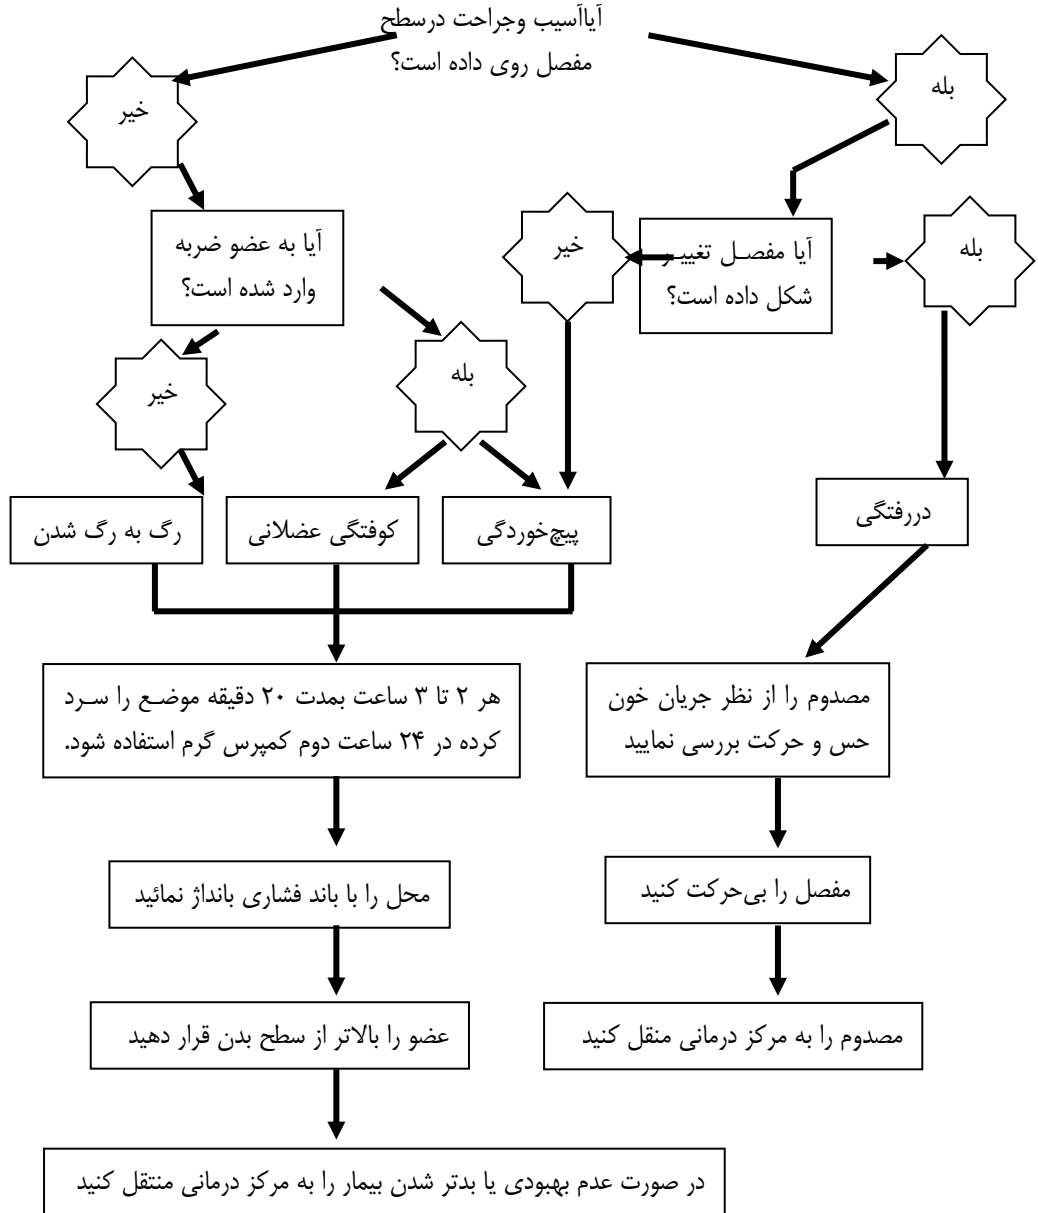 آیاآسیب وجراحت درسطح
مفصل روی داده است؟
بله
خیر
آیا مفصل تغییر
شکل داده است؟
بله
خیر
آیا به عضو ضربه
وارد شده است؟
بله
خیر
دررفتگی
پیچ‌خوردگی
کوفتگی عضلانی
رگ به رگ شدن
مصدوم را از نظر جریان خون
حس و حرکت بررسی نمایید
هر ۲ تا ۳ ساعت بمدت ۲۰ دقیقه موضع را سرد
کرده در ۲۴ ساعت دوم کمپرس گرم استفاده شود.
مفصل را بی‌حرکت کنید
محل را با باند فشاری بانداژ نمائید
مصدوم را به مرکز درمانی منقل کنید
عضو را بالاتر از سطح بدن قرار دهید
در صورت عدم بهبودی یا بدتر شدن بیمار را به مرکز درمانی منتقل کنید